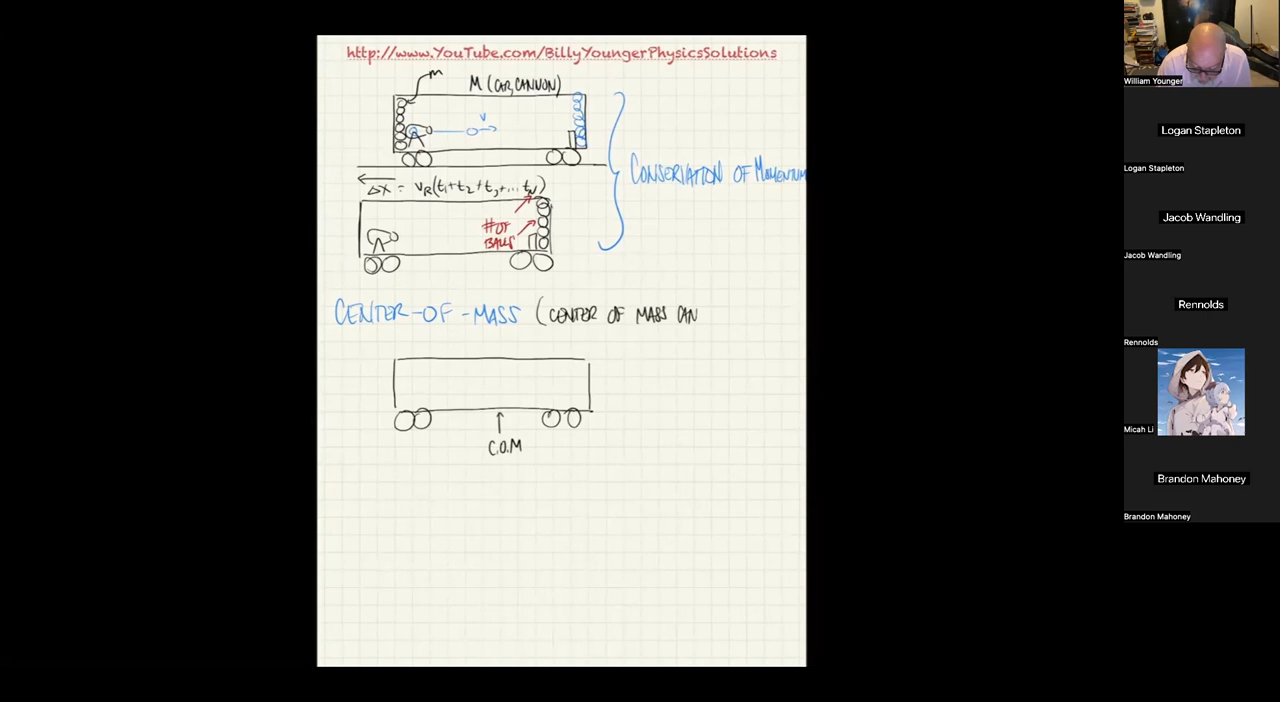 http://www.YouTube.com/BillyYoungerPhysicsSolutions
m
M (CAR, CANNON)
v
CONSERVATION OF MOMENTUM
Δx = vR(t1+t2+t3+...tN)
# OF
BALLS
CENTER-OF-MASS (CENTER OF MASS CAN
C.O.M
William Younger
Logan Stapleton
Logan Stapleton
Jacob Wandling
Jacob Wandling
Rennolds
Rennolds
Micah Li
Brandon Mahoney
Brandon Mahoney